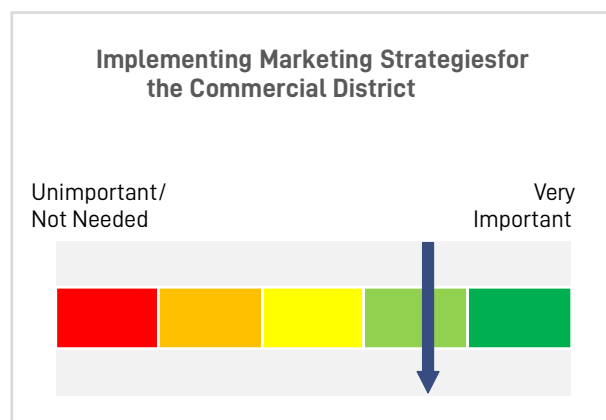 Implementing Marketing Strategiesfor
the Commercial District
Unimportant/
Not Needed
Very
Important